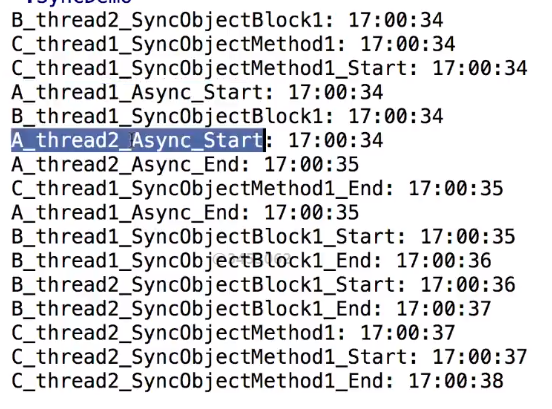 B_thread2_SyncObjectBlock1: 17:00:34
C_thread1_SyncObjectMethod1: 17:00:34
C_thread1_SyncObjectMethod1_Start: 17:00:34
A_thread1_Async_Start: 17:00:34
B_thread1_SyncObjectBlock1: 17:00:34
A_thread2_Async_Start: 17:00:34
A_thread2_Async_End: 17:00:35
C_thread1_SyncObjectMethod1_End: 17:00:35
A_thread1_Async_End: 17:00:35
B_thread1_SyncObjectBlock1_Start: 17:00:35
B_thread1_SyncObjectBlock1_End: 17:00:36
B_thread2_SyncObjectBlock1_Start: 17:00:36
B_thread2_SyncObjectBlock1_End: 17:00:37
C_thread2_SyncObjectMethod1: 17:00:37
C_thread2_SyncObjectMethod1_Start: 17:00:37
C_thread2_SyncObjectMethod1_End: 17:00:38